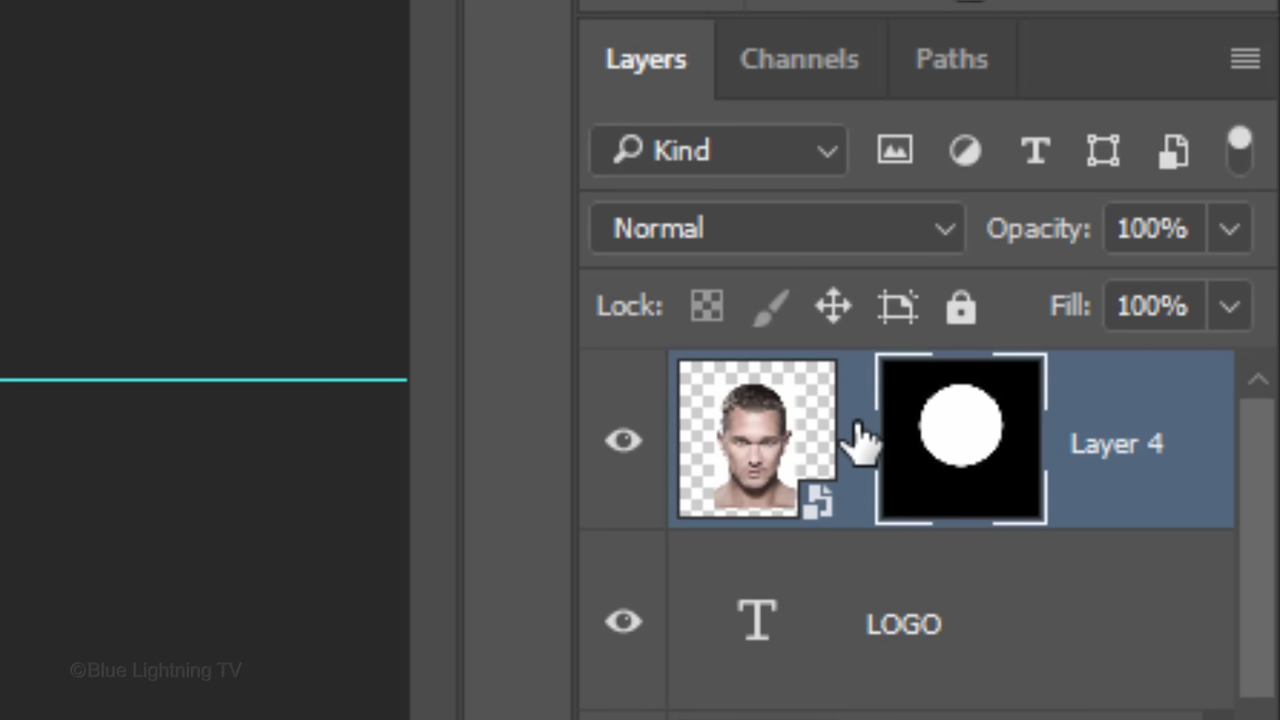 Layers Channels Paths
Kind
Normal Opacity: 100%
Lock: Fill: 100%
Layer 4
T LOGO
©Blue Lightning TV